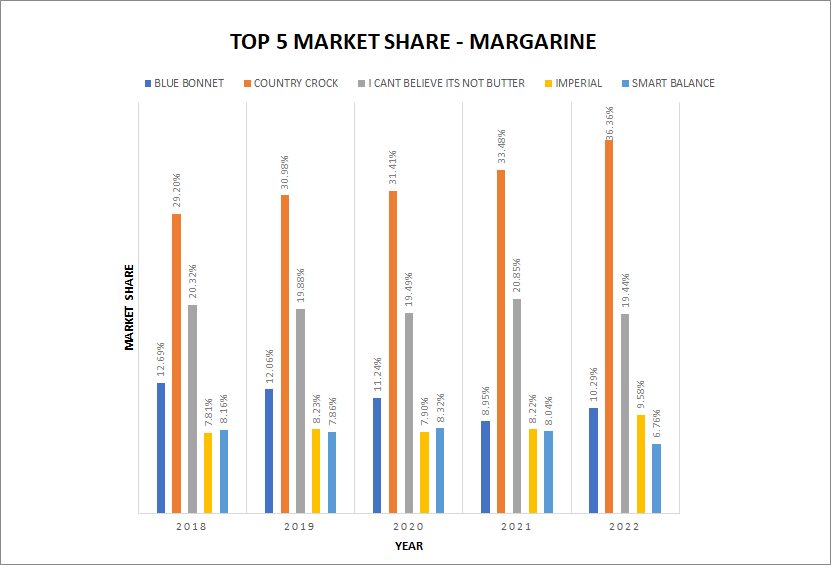 TOP 5 MARKET SHARE - MARGARINE
BLUE BONNET COUNTRY CROCK I CANT BELIEVE ITS NOT BUTTER IMPERIAL SMART BALANCE
MARKET SHARE
12.69% 29.20% 20.32% 7.81% 8.16%
12.06% 30.98% 19.88% 8.23% 7.86%
11.24% 31.41% 19.49% 7.90% 8.32%
8.95% 33.48% 20.85% 8.22% 8.04%
10.29% 36.36% 19.44% 9.58% 6.76%
2018 2019 2020 2021 2022
YEAR